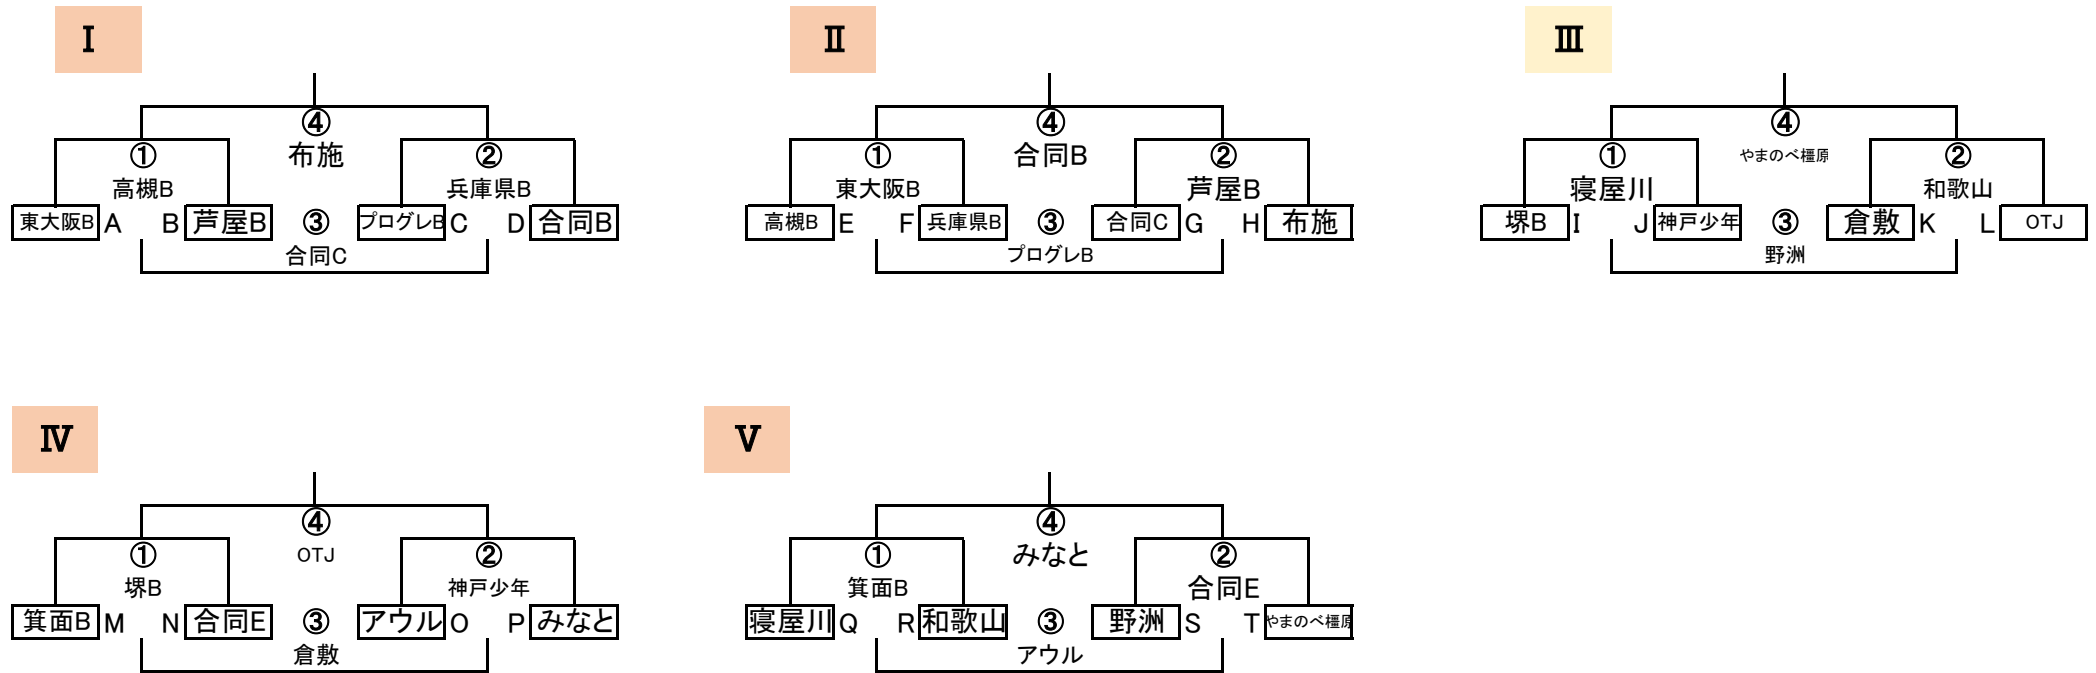 Ⅰ Ⅱ Ⅲ
④ ④ ④
① 布施 ② ① 合同B ② ① やまのべ橿原 ②
高槻B 兵庫県B 東大阪B 芦屋B 寝屋川 和歌山
東大阪B A B 芦屋B ③ プログレB C D 合同B 高槻B E F 兵庫県B ③ 合同C G H 布施 堺B I J 神戸少年 ③ 倉敷 K L OTJ
合同C プログレB 野洲
Ⅳ Ⅴ
④ ④
① OTJ ② ① みなと ②
堺B 神戸少年 箕面B 合同E
箕面B M N 合同E ③ アウル O P みなと 寝屋川 Q R 和歌山 ③ 野洲 S T やまのべ橿原
倉敷 アウル